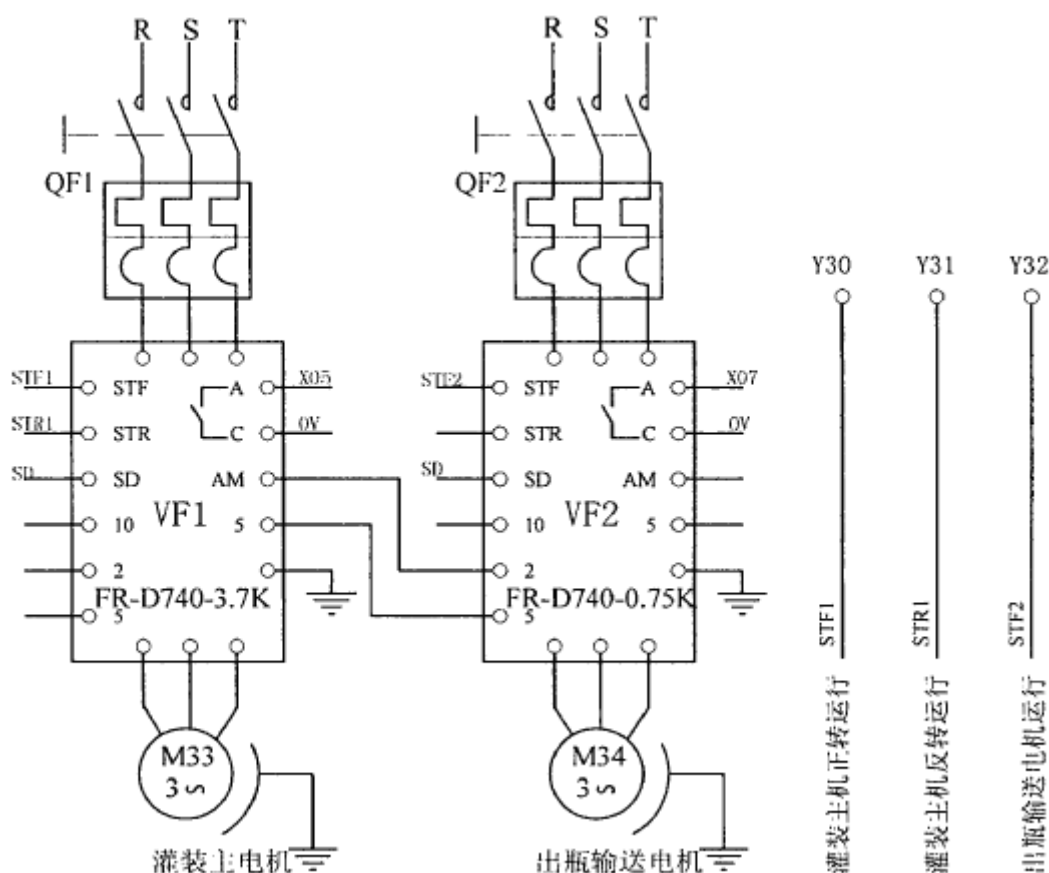 R S T
R S T
QF1
QF2
Y30
Y31
Y32
STF1
STF
A
X05
STF2
STF
A
X07
STR1
STR
C
0V
STR
C
0V
SD
SD
AM
SD
SD
AM
10
VF1
5
10
VF2
5
2
2
FR-D740-3.7K
FR-D740-0.75K
5
5
STF1
STR1
STF2
M33
3∽
M34
3∽
灌装主电机
出瓶输送电机
灌装主机正转运行
灌装主机反转运行
出瓶输送电机运行